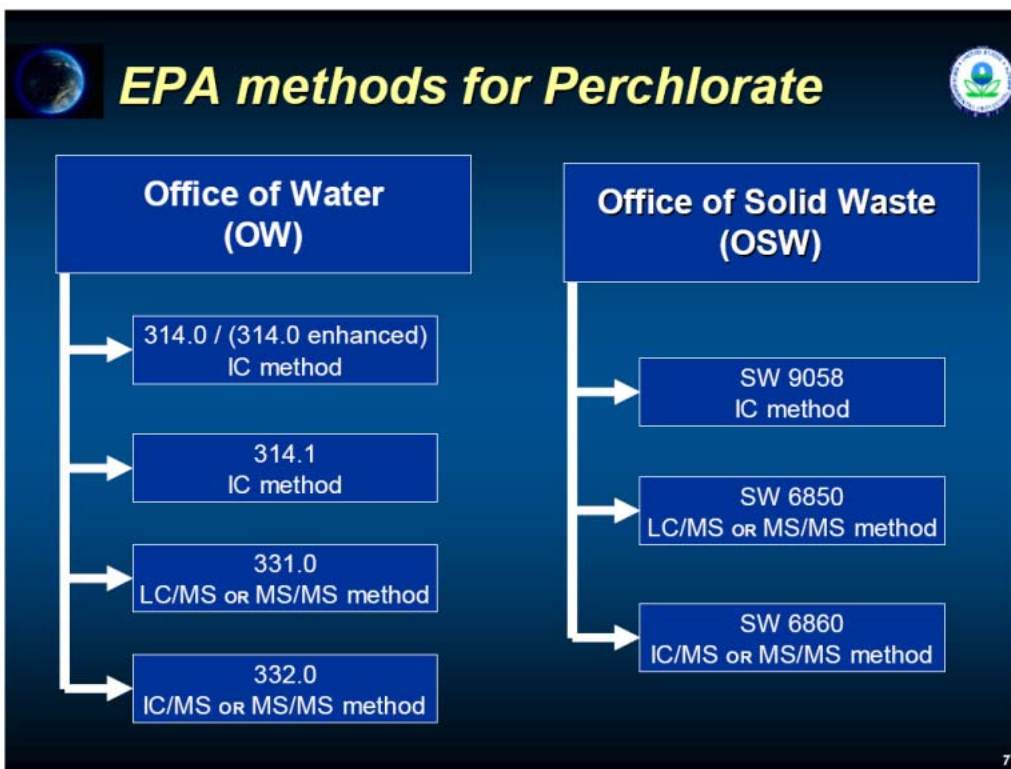 EPA methods for Perchlorate
Office of Water
(OW)
314.0 / (314.0 enhanced)
IC method
314.1
IC method
331.0
LC/MS OR MS/MS method
332.0
IC/MS OR MS/MS method
Office of Solid Waste
(OSW)
SW 9058
IC method
SW 6850
LC/MS OR MS/MS method
SW 6860
IC/MS OR MS/MS method
7